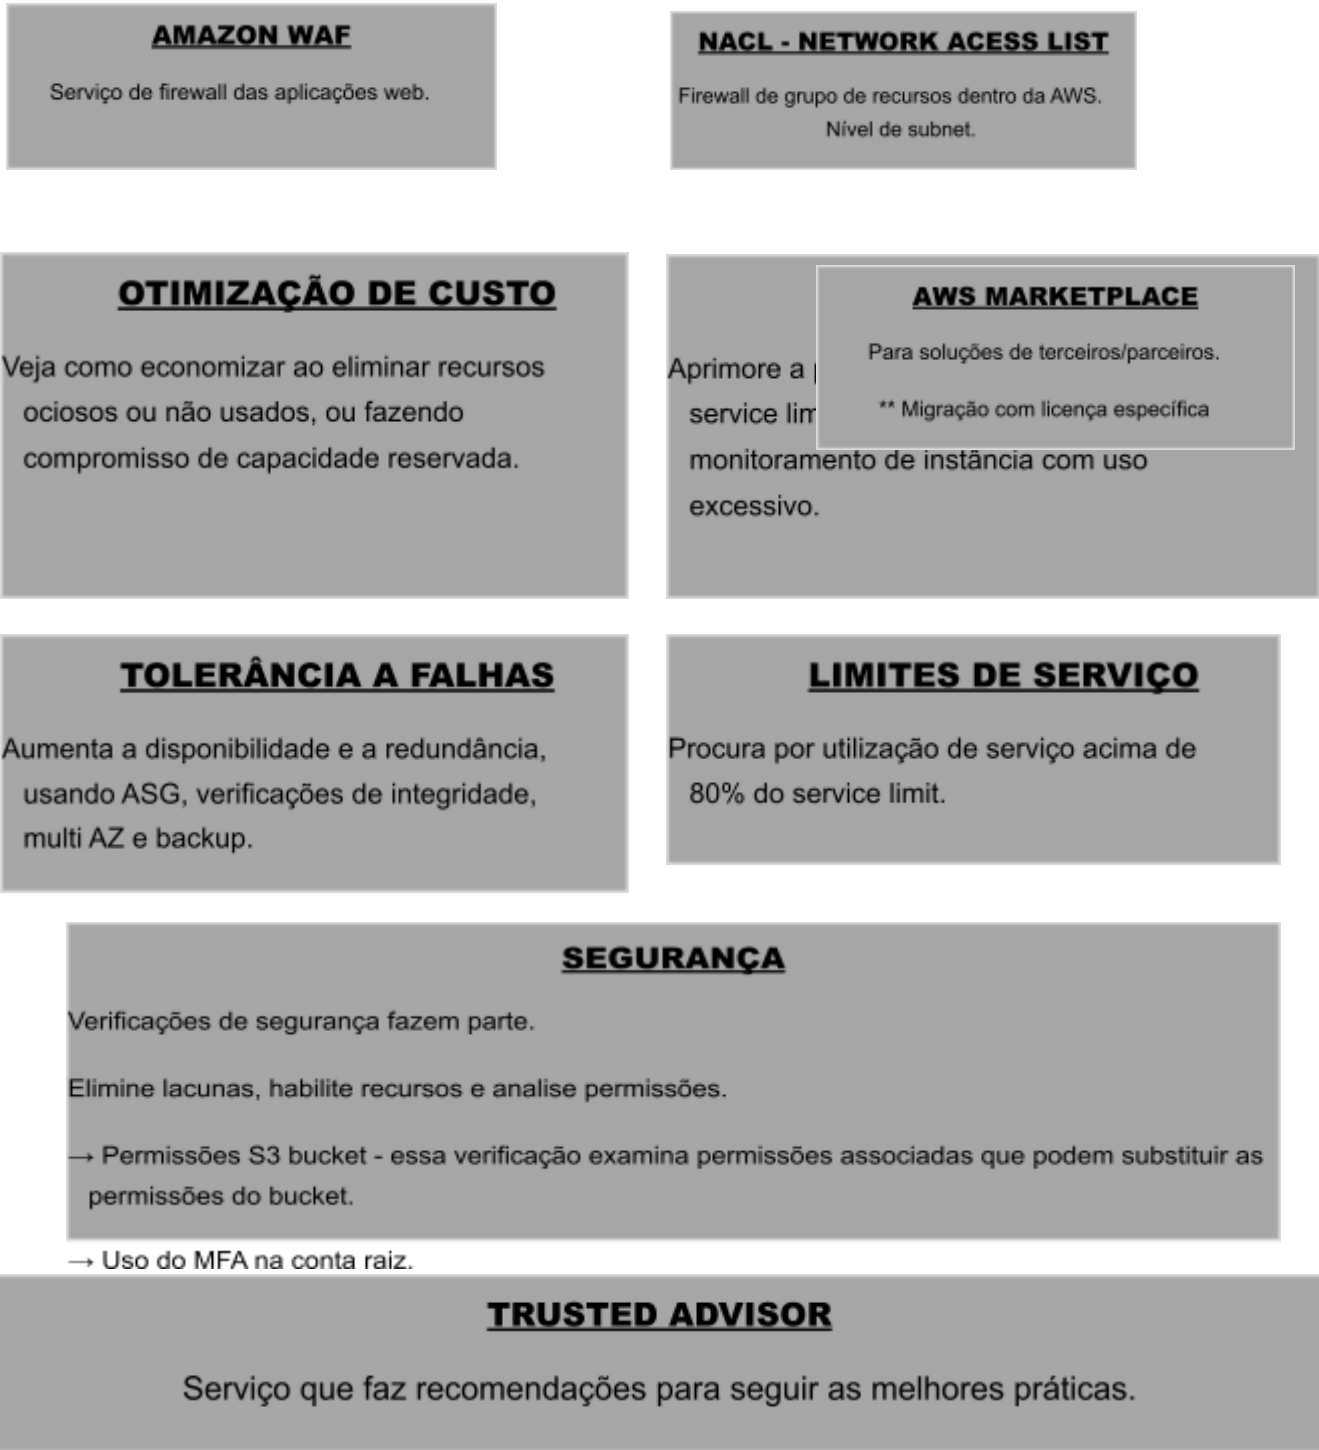 AMAZON WAF
Serviço de firewall das aplicações web.
NACL - NETWORK ACESS LIST
Firewall de grupo de recursos dentro da AWS.
Nível de subnet.
OTIMIZAÇÃO DE CUSTO
Veja como economizar ao eliminar recursos
ociosos ou não usados, ou fazendo
compromisso de capacidade reservada.
AWS MARKETPLACE
Para soluções de terceiros/parceiros.
** Migração com licença específica
Aprimore a
service
monitoramento de instância com uso
excessivo.
TOLERÂNCIA A FALHAS
Aumenta a disponibilidade e a redundância,
usando ASG, verificações de integridade,
multi AZ e backup.
LIMITES DE SERVIÇO
Procura por utilização de serviço acima de
80% do service limit.
SEGURANÇA
Verificações de segurança fazem parte.
Elimine lacunas, habilite recursos e analise permissões.
→ Permissões S3 bucket - essa verificação examina permissões associadas que podem substituir as
permissões do bucket.
→ Uso do MFA na conta raiz.
TRUSTED ADVISOR
Serviço que faz recomendações para seguir as melhores práticas.